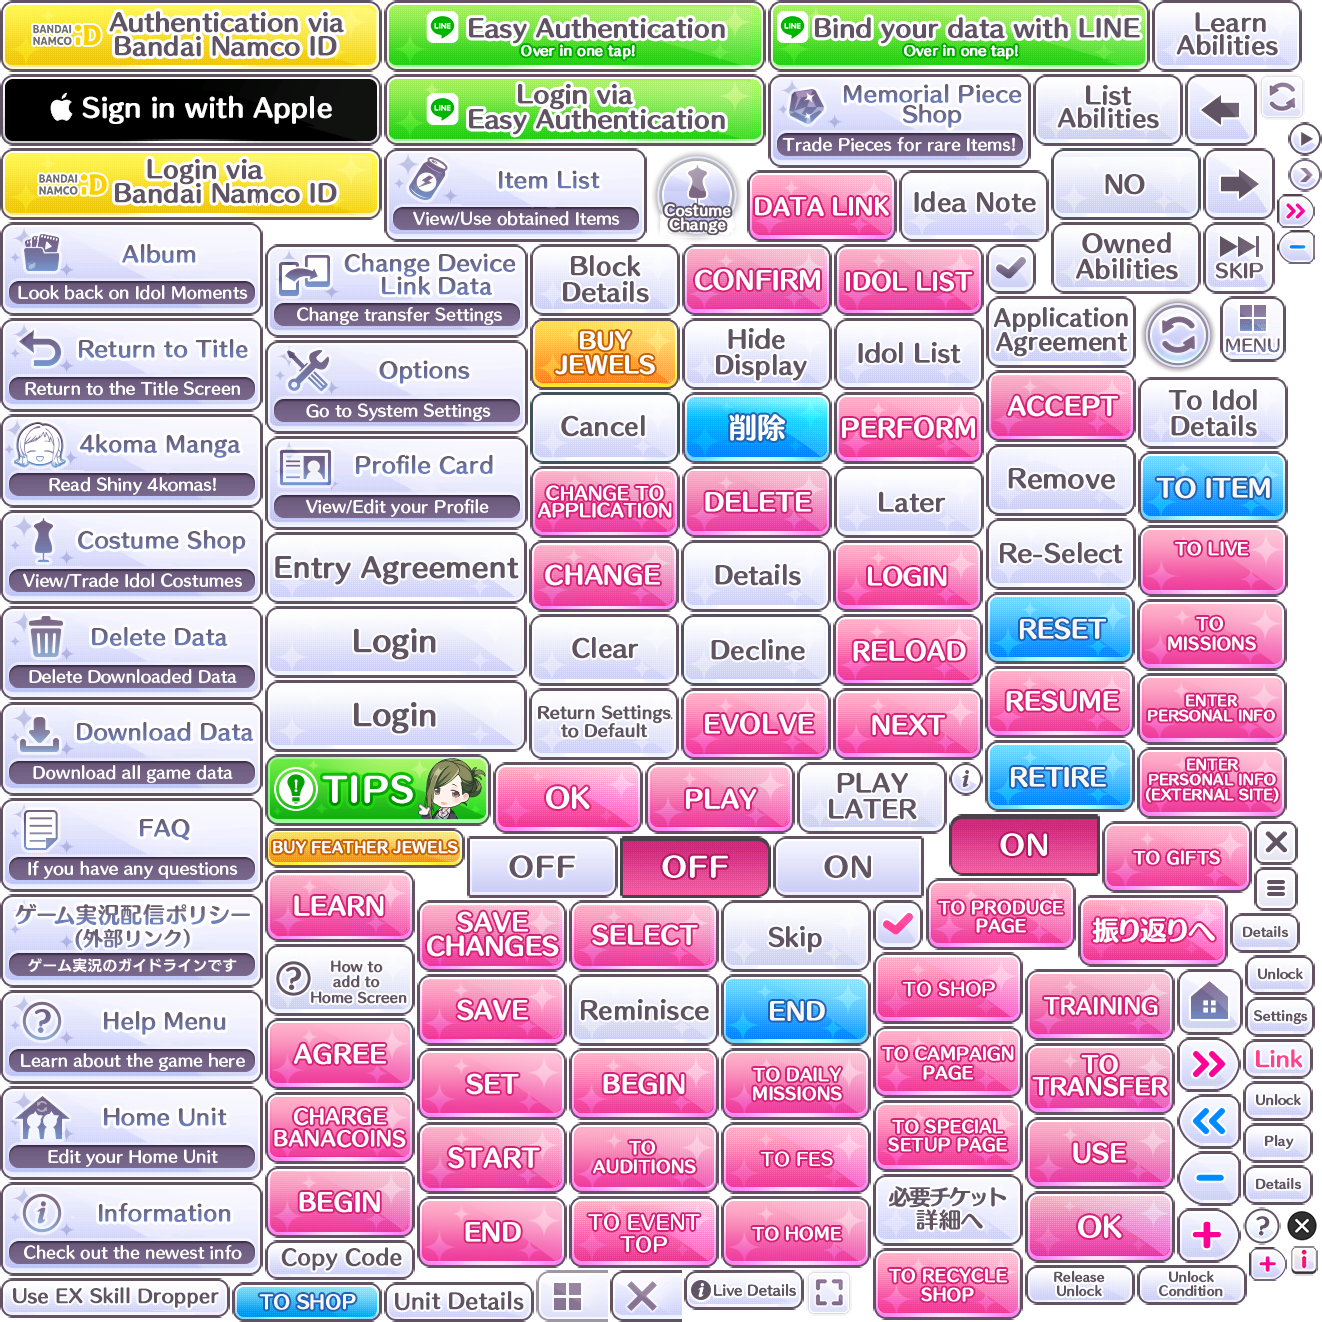 BANDAI NAMCO iD
Authentication via
Bandai Namco ID
LINE
Easy Authentication
Over in one tap!
LINE
Bind your data with LINE
Over in one tap!
Learn
Abilities
Sign in with Apple
LINE
Login via
Easy Authentication
Memorial Piece
Shop
Trade Pieces for rare Items!
List
Abilities
BANDAI NAMCO iD
Login via
Bandai Namco ID
Item List
View/Use obtained Items
Costume
Change
DATA LINK
Idea Note
NO
Owned
Abilities
SKIP
Album
Look back on Idol Moments
Change Device
Link Data
Change transfer Settings
Block
Details
CONFIRM
IDOL LIST
Application
Agreement
MENU
Return to Title
Return to the Title Screen
Options
Go to System Settings
BUY
JEWELS
Hide
Display
Idol List
ACCEPT
To Idol
Details
4koma Manga
Read Shiny 4komas!
Profile Card
View/Edit your Profile
Cancel
削除
PERFORM
Remove
TO ITEM
Costume Shop
View/Trade Idol Costumes
Entry Agreement
CHANGE TO
APPLICATION
DELETE
Later
Re-Select
TO LIVE
CHANGE
Details
LOGIN
RESET
TO
MISSIONS
Delete Data
Delete Downloaded Data
Login
Clear
Decline
RELOAD
RESUME
ENTER
PERSONAL INFO
Download Data
Download all game data
Login
Return Settings
to Default
EVOLVE
NEXT
RETIRE
ENTER
PERSONAL INFO
(EXTERNAL SITE)
TIPS
OK
PLAY
PLAY
LATER
FAQ
If you have any questions
BUY FEATHER JEWELS
OFF
OFF
ON
ON
TO GIFTS
ゲーム実況配信ポリシー
(外部リンク)
ゲーム実況のガイドラインです
LEARN
SAVE
CHANGES
SELECT
Skip
TO PRODUCE
PAGE
振り返りへ
Details
How to
add to
Home Screen
SAVE
Reminisce
END
TO SHOP
TRAINING
Unlock
Settings
Help Menu
Learn about the game here
AGREE
SET
BEGIN
TO DAILY
MISSIONS
TO CAMPAIGN
PAGE
TO
TRANSFER
Link
Unlock
Home Unit
Edit your Home Unit
CHARGE
BANACOINS
START
TO
AUDITIONS
TO FES
TO SPECIAL
SETUP PAGE
USE
Play
Details
Information
Check out the newest info
BEGIN
END
TO EVENT
TOP
TO HOME
必要チケット
詳細へ
OK
Copy Code
TO RECYCLE
SHOP
Release
Unlock
Unlock
Condition
Use EX Skill Dropper
TO SHOP
Unit Details
Live Details